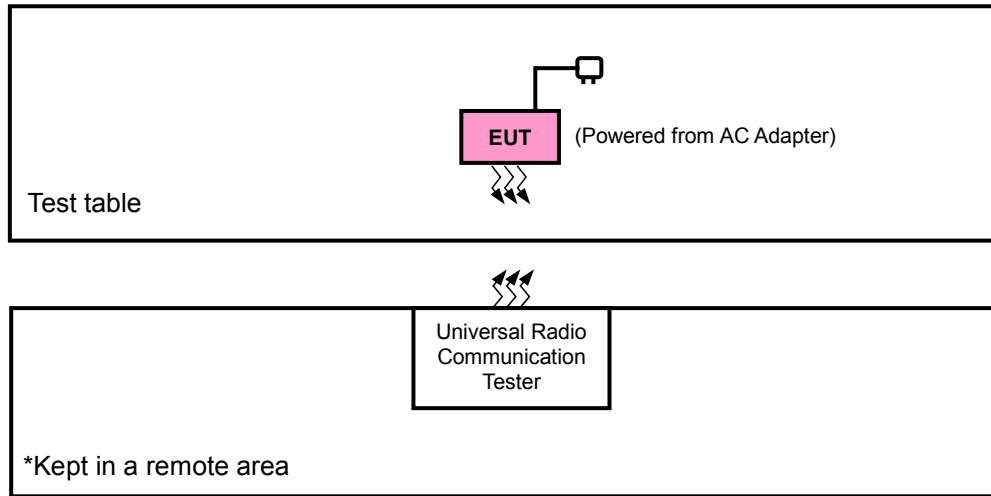 EUT
(Powered from AC Adapter)
Test table
Universal Radio
Communication
Tester
*Kept in a remote area